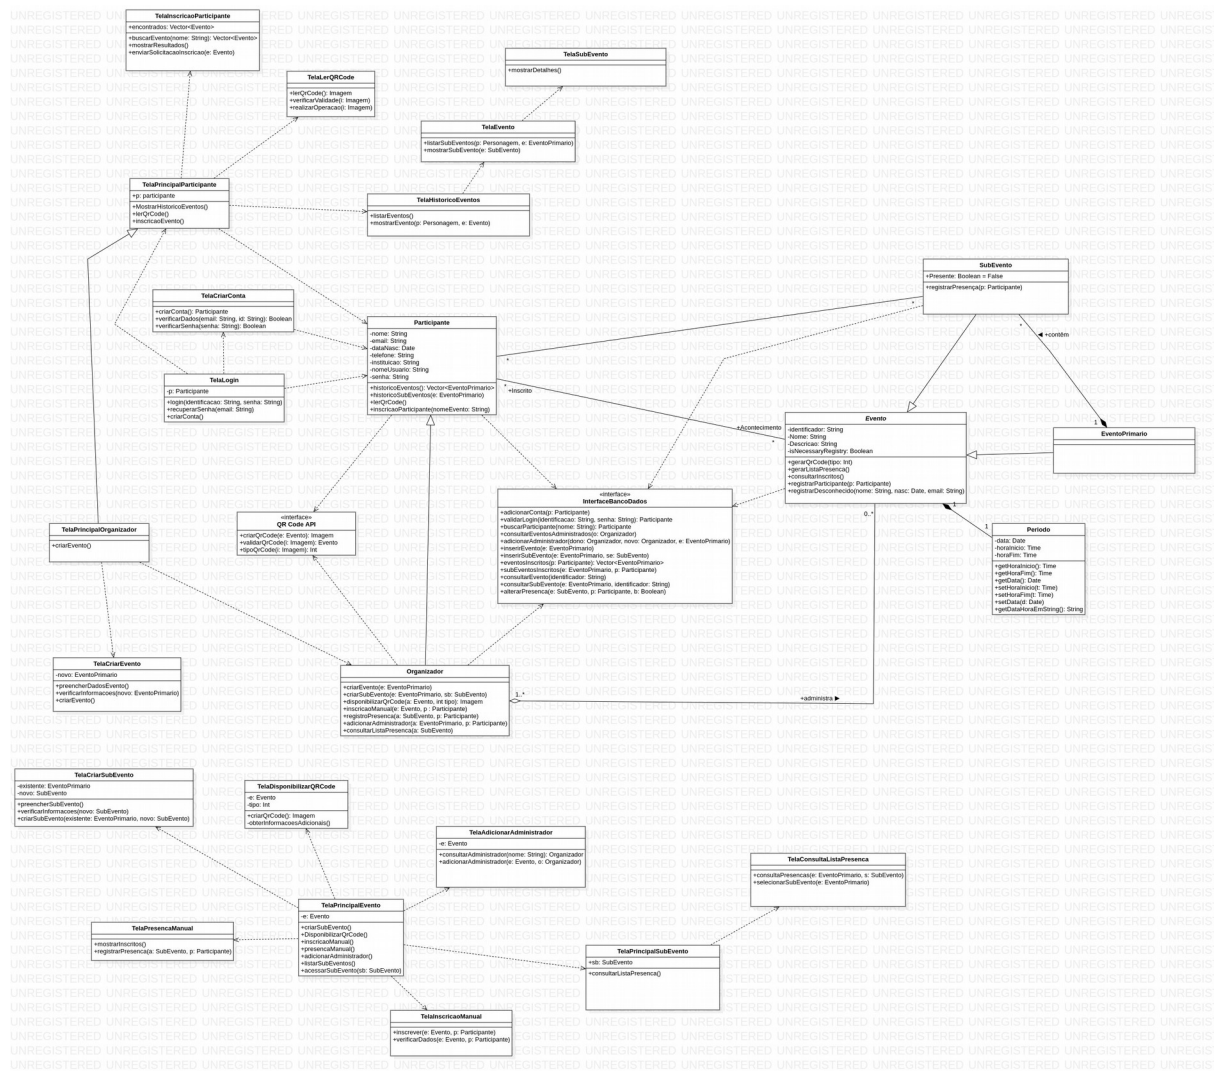 TelaInscricaoParticipante
+encontrados: Vector<Evento>
+buscarEvento(nome: String): Vector<Evento>
+mostrarResultados()
+enviarSolicitacaoInscricao(e: Evento)
TelaLerQRCode
+lerQrCode(): Imagem
+verificarValidade(i: Imagem)
+realizarOperacao(i: Imagem)
TelaSubEvento
+mostrarDetalhes()
TelaEvento
+listarSubEventos(p: Personagem, e: EventoPrimario)
+mostrarSubEvento(e: SubEvento)
TelaPrincipalParticipante
+p: participante
+MostrarHistoricoEventos()
+lerQrCode()
+inscricaoEvento()
TelaHistoricoEventos
+listarEventos()
+mostrarEvento(p: Personagem, e: Evento)
SubEvento
+Presente: Boolean = False
+registrarPresença(p: Participante)
TelaCriarConta
+criarConta(): Participante
+verificarDados(email: String, id: String): Boolean
+verificarSenha(senha: String): Boolean
Participante
-nome: String
-email: String
-dataNasc: Date
-telefone: String
-instituicao: String
-nomeUsuario: String
-senha: String
+historicoEventos(): Vector<EventoPrimario>
+historicoSubEventos(e: EventoPrimario)
+lerQrCode()
+inscricaoParticipante(nomeEvento: String)
*
*
*
◄ +contêm
1
TelaLogin
-p: Participante
+login(identificacao: String, senha: String)
+recuperarSenha(email: String)
+criarConta()
*
+Inscrito
+Acontecimento
*
Evento
-identificador: String
-Nome: String
-Descricao: String
-isNecessaryRegistry: Boolean
+gerarQrCode(tipo: Int)
+gerarListaPresenca()
+consultarInscritos()
+registrarParticipante(p: Participante)
+registrarDesconhecido(nome: String, nasc: Date, email: String)
EventoPrimario
0..*
1
1
«interface»
InterfaceBancoDados
+adicionarConta(p: Participante)
+validarLogin(identificacao: String, senha: String): Participante
+buscarParticipante(nome: String): Participante
+consultarEventosAdministrados(o: Organizador)
+adicionarAdministrador(dono: Organizador, novo: Organizador, e: EventoPrimario)
+inserirEvento(e: EventoPrimario)
+inserirSubEvento(e: EventoPrimario, se: SubEvento)
+eventosInscritos(p: Participante): Vector<EventoPrimario>
+subEventosInscritos(e: EventoPrimario, p: Participante)
+consultarEvento(identificador: String)
+consultarSubEvento(e: EventoPrimario, identificador: String)
+alterarPresenca(e: SubEvento, p: Participante, b: Boolean)
«interface»
QR Code API
+criarQrCode(e: Evento): Imagem
+validarQrCode(i: Imagem): Evento
+tipoQrCode(i: Imagem): Int
TelaPrincipalOrganizador
+criarEvento()
Periodo
-data: Date
-horaInicio: Time
-horaFim: Time
+getHoraInicio(): Time
+getHoraFim(): Time
+getData(): Date
+setHoraInicio(t: Time)
+setHoraFim(t: Time)
+setData(d: Date)
+getDataHoraEmString(): String
TelaCriarEvento
-novo: EventoPrimario
+preencherDadosEvento()
+verificarInformacoes(novo: EventoPrimario)
+criarEvento()
Organizador
+criarEvento(e: EventoPrimario)
+criarSubEvento(e: EventoPrimario, sb: SubEvento)
+disponibilizarQrCode(a: Evento, int tipo): Imagem
+inscricaoManual(e: Evento, p : Participante)
+registroPresenca(a: SubEvento, p: Participante)
+adicionarAdministrador(a: EventoPrimario, p: Participante)
+consultarListaPresenca(a: SubEvento)
1..*
+administra ►
TelaCriarSubEvento
-existente: EventoPrimario
-novo: SubEvento
+preencherSubEvento()
+verificarInformacoes(novo: SubEvento)
+criarSubEvento(existente: EventoPrimario, novo: SubEvento)
TelaDisponibilizarQRCode
-e: Evento
-tipo: Int
+criarQrCode(): Imagem
-obterInformacoesAdicionais()
TelaAdicionarAdministrador
-e: Evento
+consultarAdministrador(nome: String): Organizador
+adicionarAdministrador(e: Evento, o: Organizador)
TelaConsultaListaPresenca
+consultaPresencas(e: EventoPrimario, s: SubEvento)
+selecionarSubEvento(e: EventoPrimario)
TelaPrincipalEvento
-e: Evento
+criarSubEvento()
+DisponibilizarQrCode()
+inscricaoManual()
+presencaManual()
+adicionarAdministrador()
+listarSubEventos()
+acessarSubEvento(sb: SubEvento)
TelaPresencaManual
+mostrarInscritos()
+registrarPresenca(a: SubEvento, p: Participante)
TelaPrincipalSubEvento
+sb: SubEvento
+consultarListaPresenca()
TelaInscricaoManual
+inscrever(e: Evento, p: Participante)
+verificarDados(e: Evento, p: Participante)
UNREGISTERED